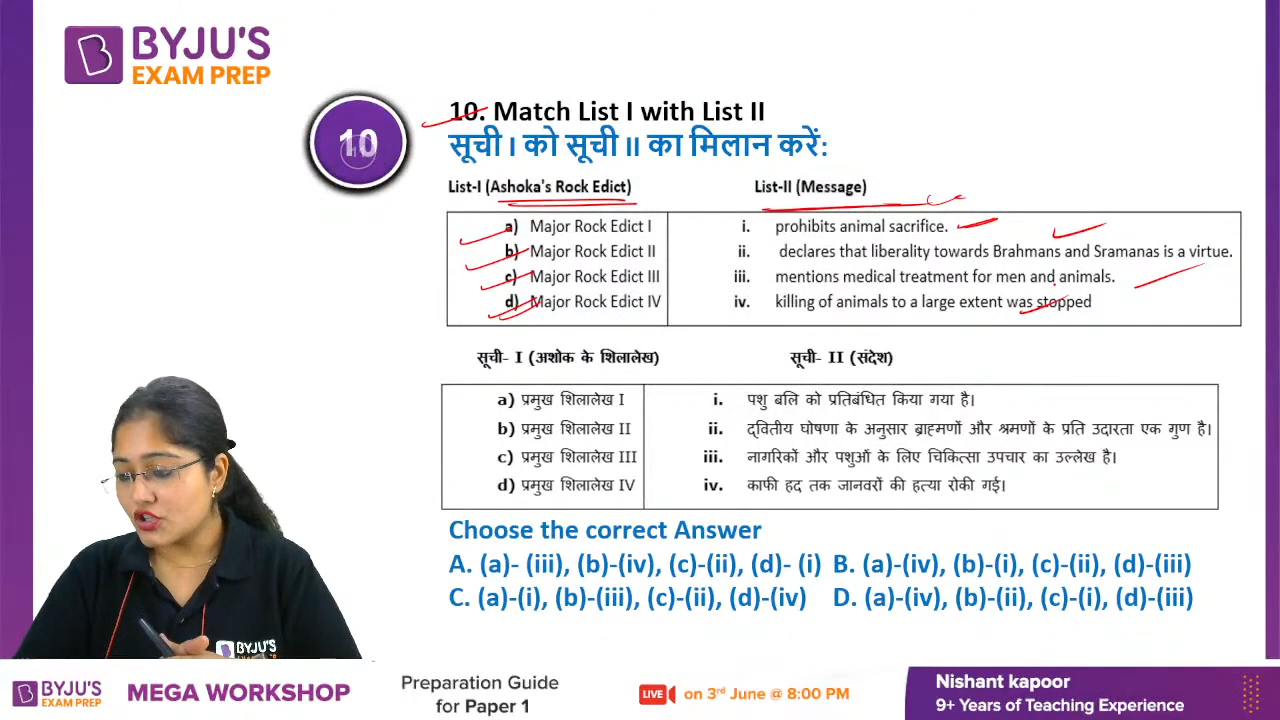 BYJU'S
EXAM PREP
10
10. Match List I with List II
सूची I को सूची II का मिलान करें:
List-I (Ashoka's Rock Edict) List-II (Message)
a) Major Rock Edict I i. prohibits animal sacrifice.
b) Major Rock Edict II ii. declares that liberality towards Brahmans and Sramanas is a virtue.
c) Major Rock Edict III iii. mentions medical treatment for men and animals.
d) Major Rock Edict IV iv. killing of animals to a large extent was stopped
सूची- I (अशोक के शिलालेख) सूची- II (संदेश)
a) प्रमुख शिलालेख I i. पशु बलि को प्रतिबंधित किया गया है।
b) प्रमुख शिलालेख II ii. द्वितीय घोषणा के अनुसार ब्राह्मणों और श्रमणों के प्रति उदारता एक गुण है।
c) प्रमुख शिलालेख III iii. नागरिकों और पशुओं के लिए चिकित्सा उपचार का उल्लेख है।
d) प्रमुख शिलालेख IV iv. काफी हद तक जानवरों की हत्या रोकी गई।
Choose the correct Answer
A. (a)- (iii), (b)-(iv), (c)-(ii), (d)- (i) B. (a)-(iv), (b)-(i), (c)-(ii), (d)-(iii)
C. (a)-(i), (b)-(iii), (c)-(ii), (d)-(iv) D. (a)-(iv), (b)-(ii), (c)-(i), (d)-(iii)
BYJU'S
BYJU'S
EXAM PREP
MEGA WORKSHOP
Preparation Guide
for Paper 1
LIVE on 3rd June @ 8:00 PM
Nishant kapoor
9+ Years of Teaching Experience